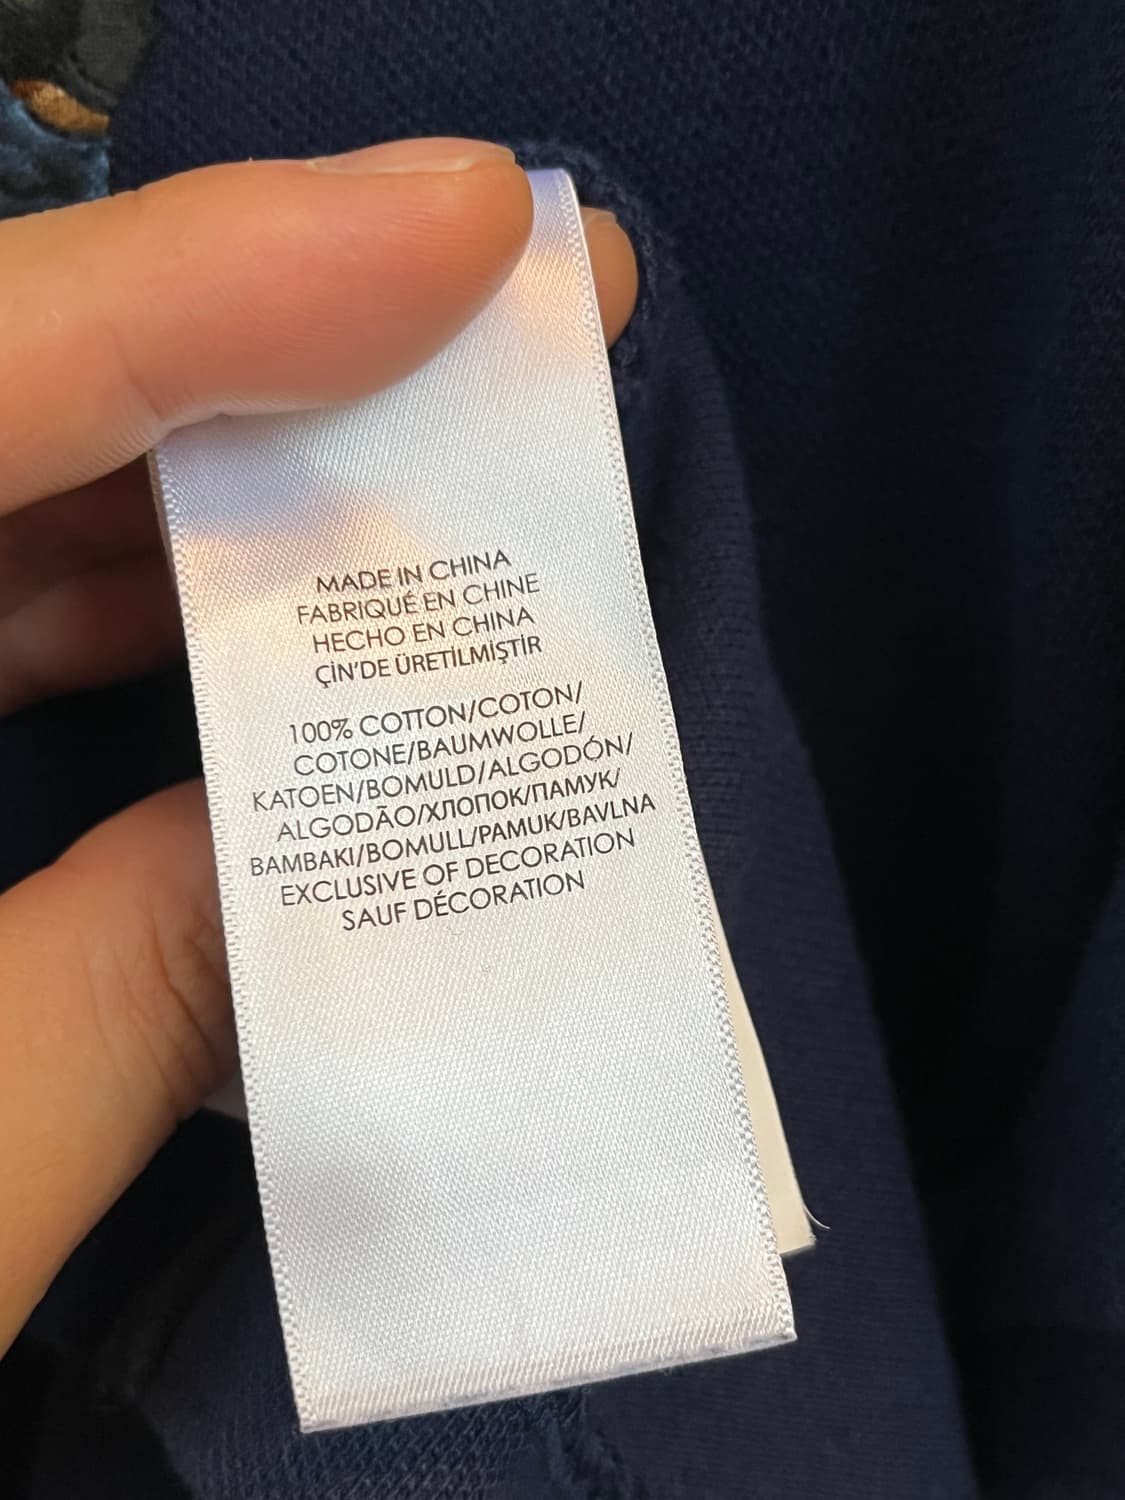 MADE IN CHINA
FABRIQUÉ EN CHINE
HECHO EN CHINA
ÇİN'DE ÜRETİLMİŞTİR
100% COTTON/COTON/
COTONE/BAUMWOLLE/
KATOEN/BOMULD/ALGODÓN/
ALGODÃO/ХЛОПОК/ПАМУК/
BAMBAKI/BOMULL/PAMUK/BAVLNA
EXCLUSIVE OF DECORATION
SAUF DÉCORATION